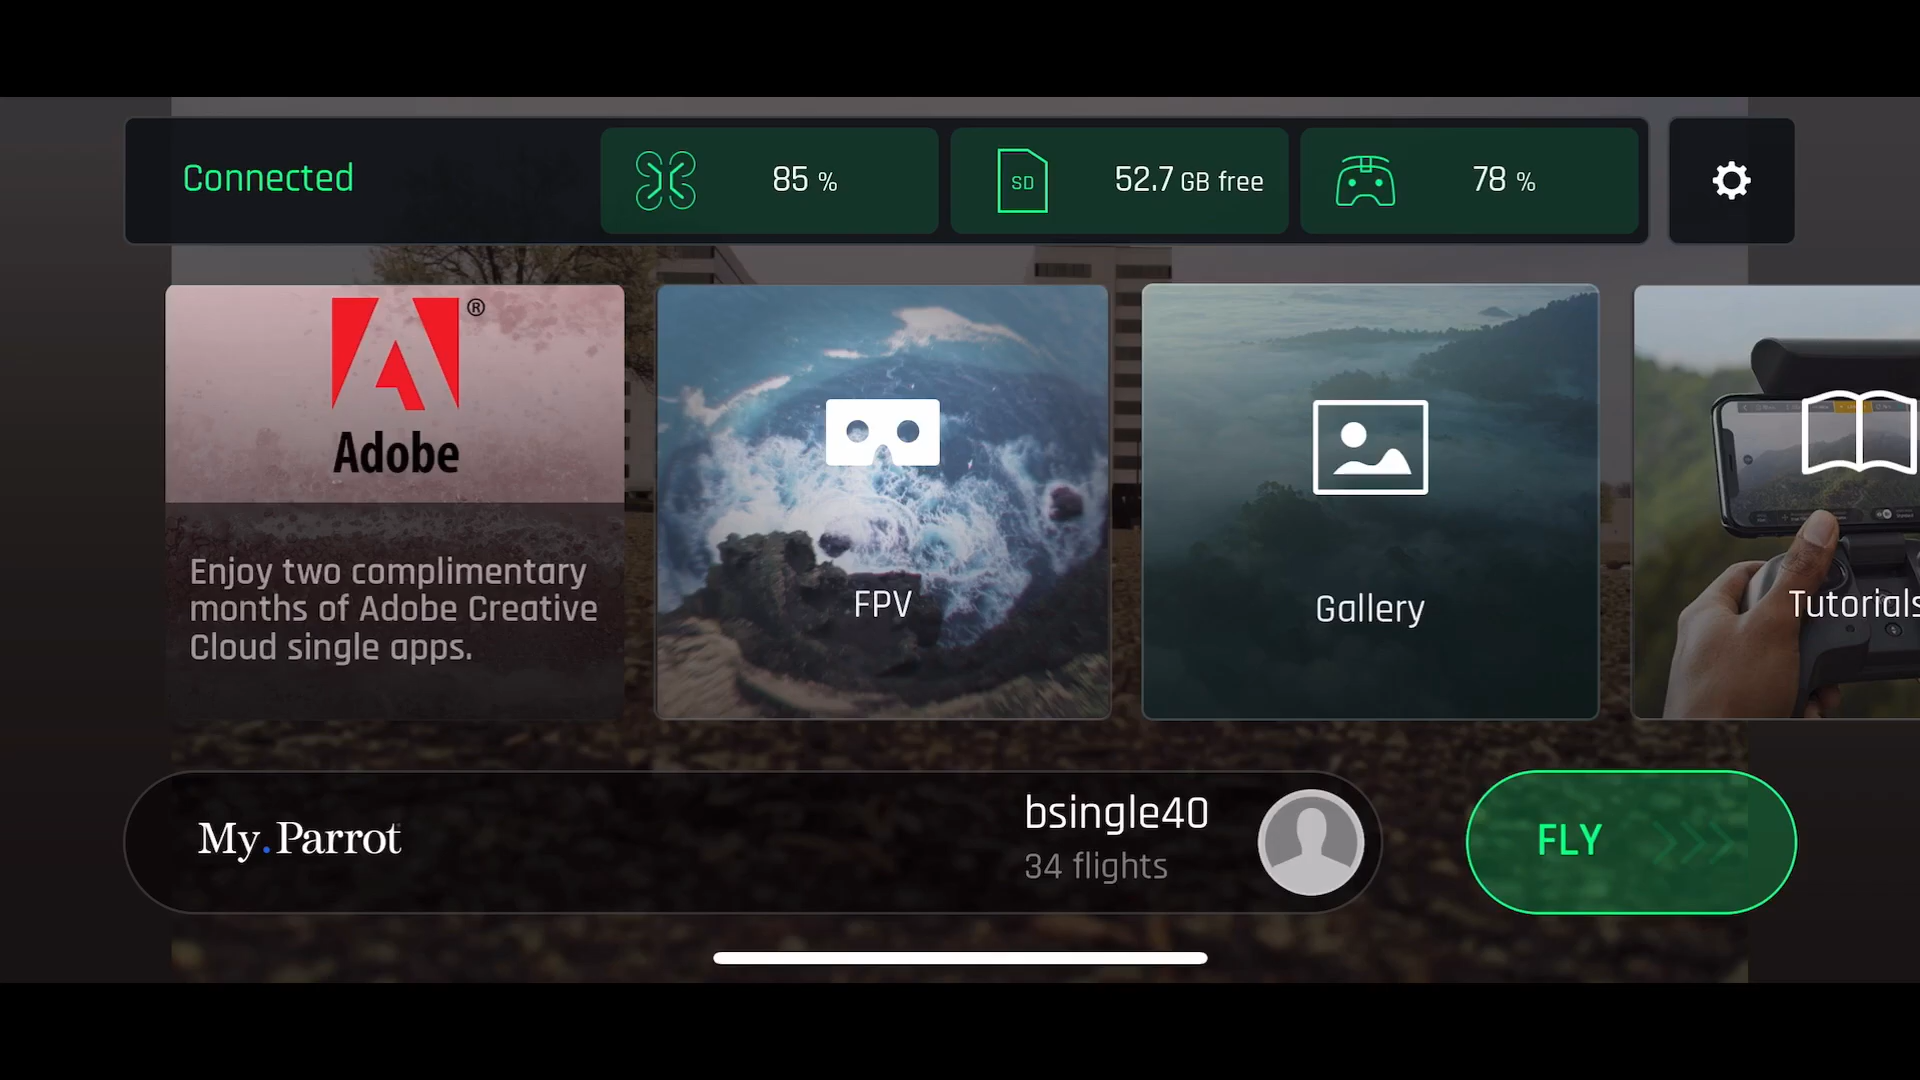 Connected
85 %
SD
52.7 GB free
78 %
®
Adobe
Enjoy two complimentary
months of Adobe Creative
Cloud single apps.
FPV
Gallery
Tutorials
My.Parrot
bsingle40
34 flights
FLY